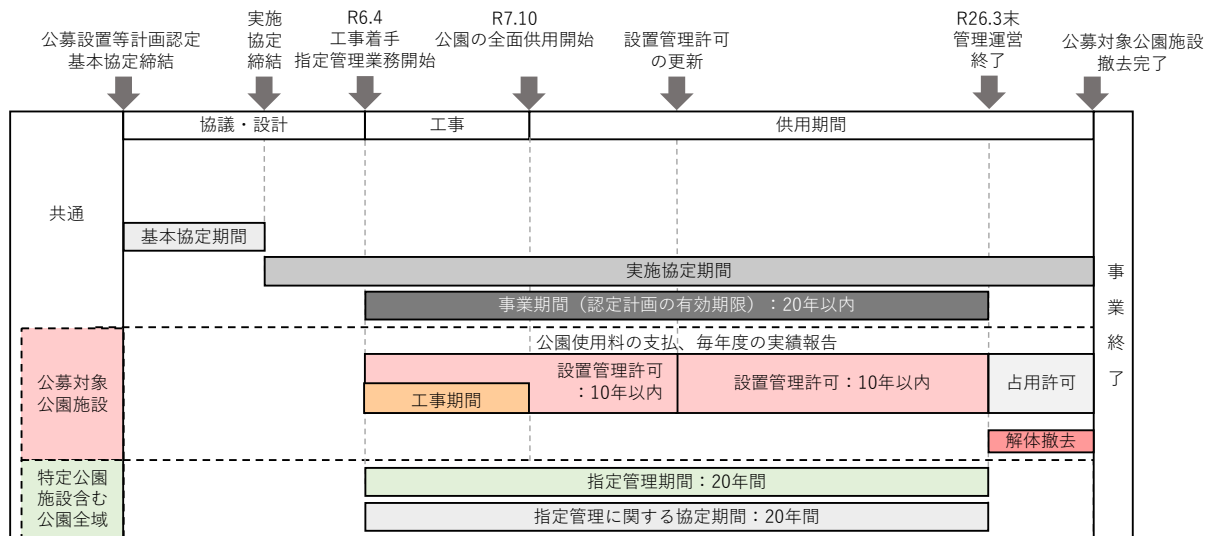 公募設置等計画認定
基本協定締結
実施
協定
締結
R6.4
工事着手
指定管理業務開始
R7.10
公園の全面供用開始
設置管理許可
の更新
R26.3末
管理運営
終了
公募対象公園施設
撤去完了
協議・設計
工事
供用期間
共通
基本協定期間
実施協定期間
事業期間（認定計画の有効期限）：20年以内
公園使用料の支払、毎年度の実績報告
公募対象
公園施設
設置管理許可
：10年以内
工事期間
設置管理許可：10年以内
占用許可
解体撤去
特定公園
施設含む
公園全域
指定管理期間：20年間
指定管理に関する協定期間：20年間
事
業
終
了